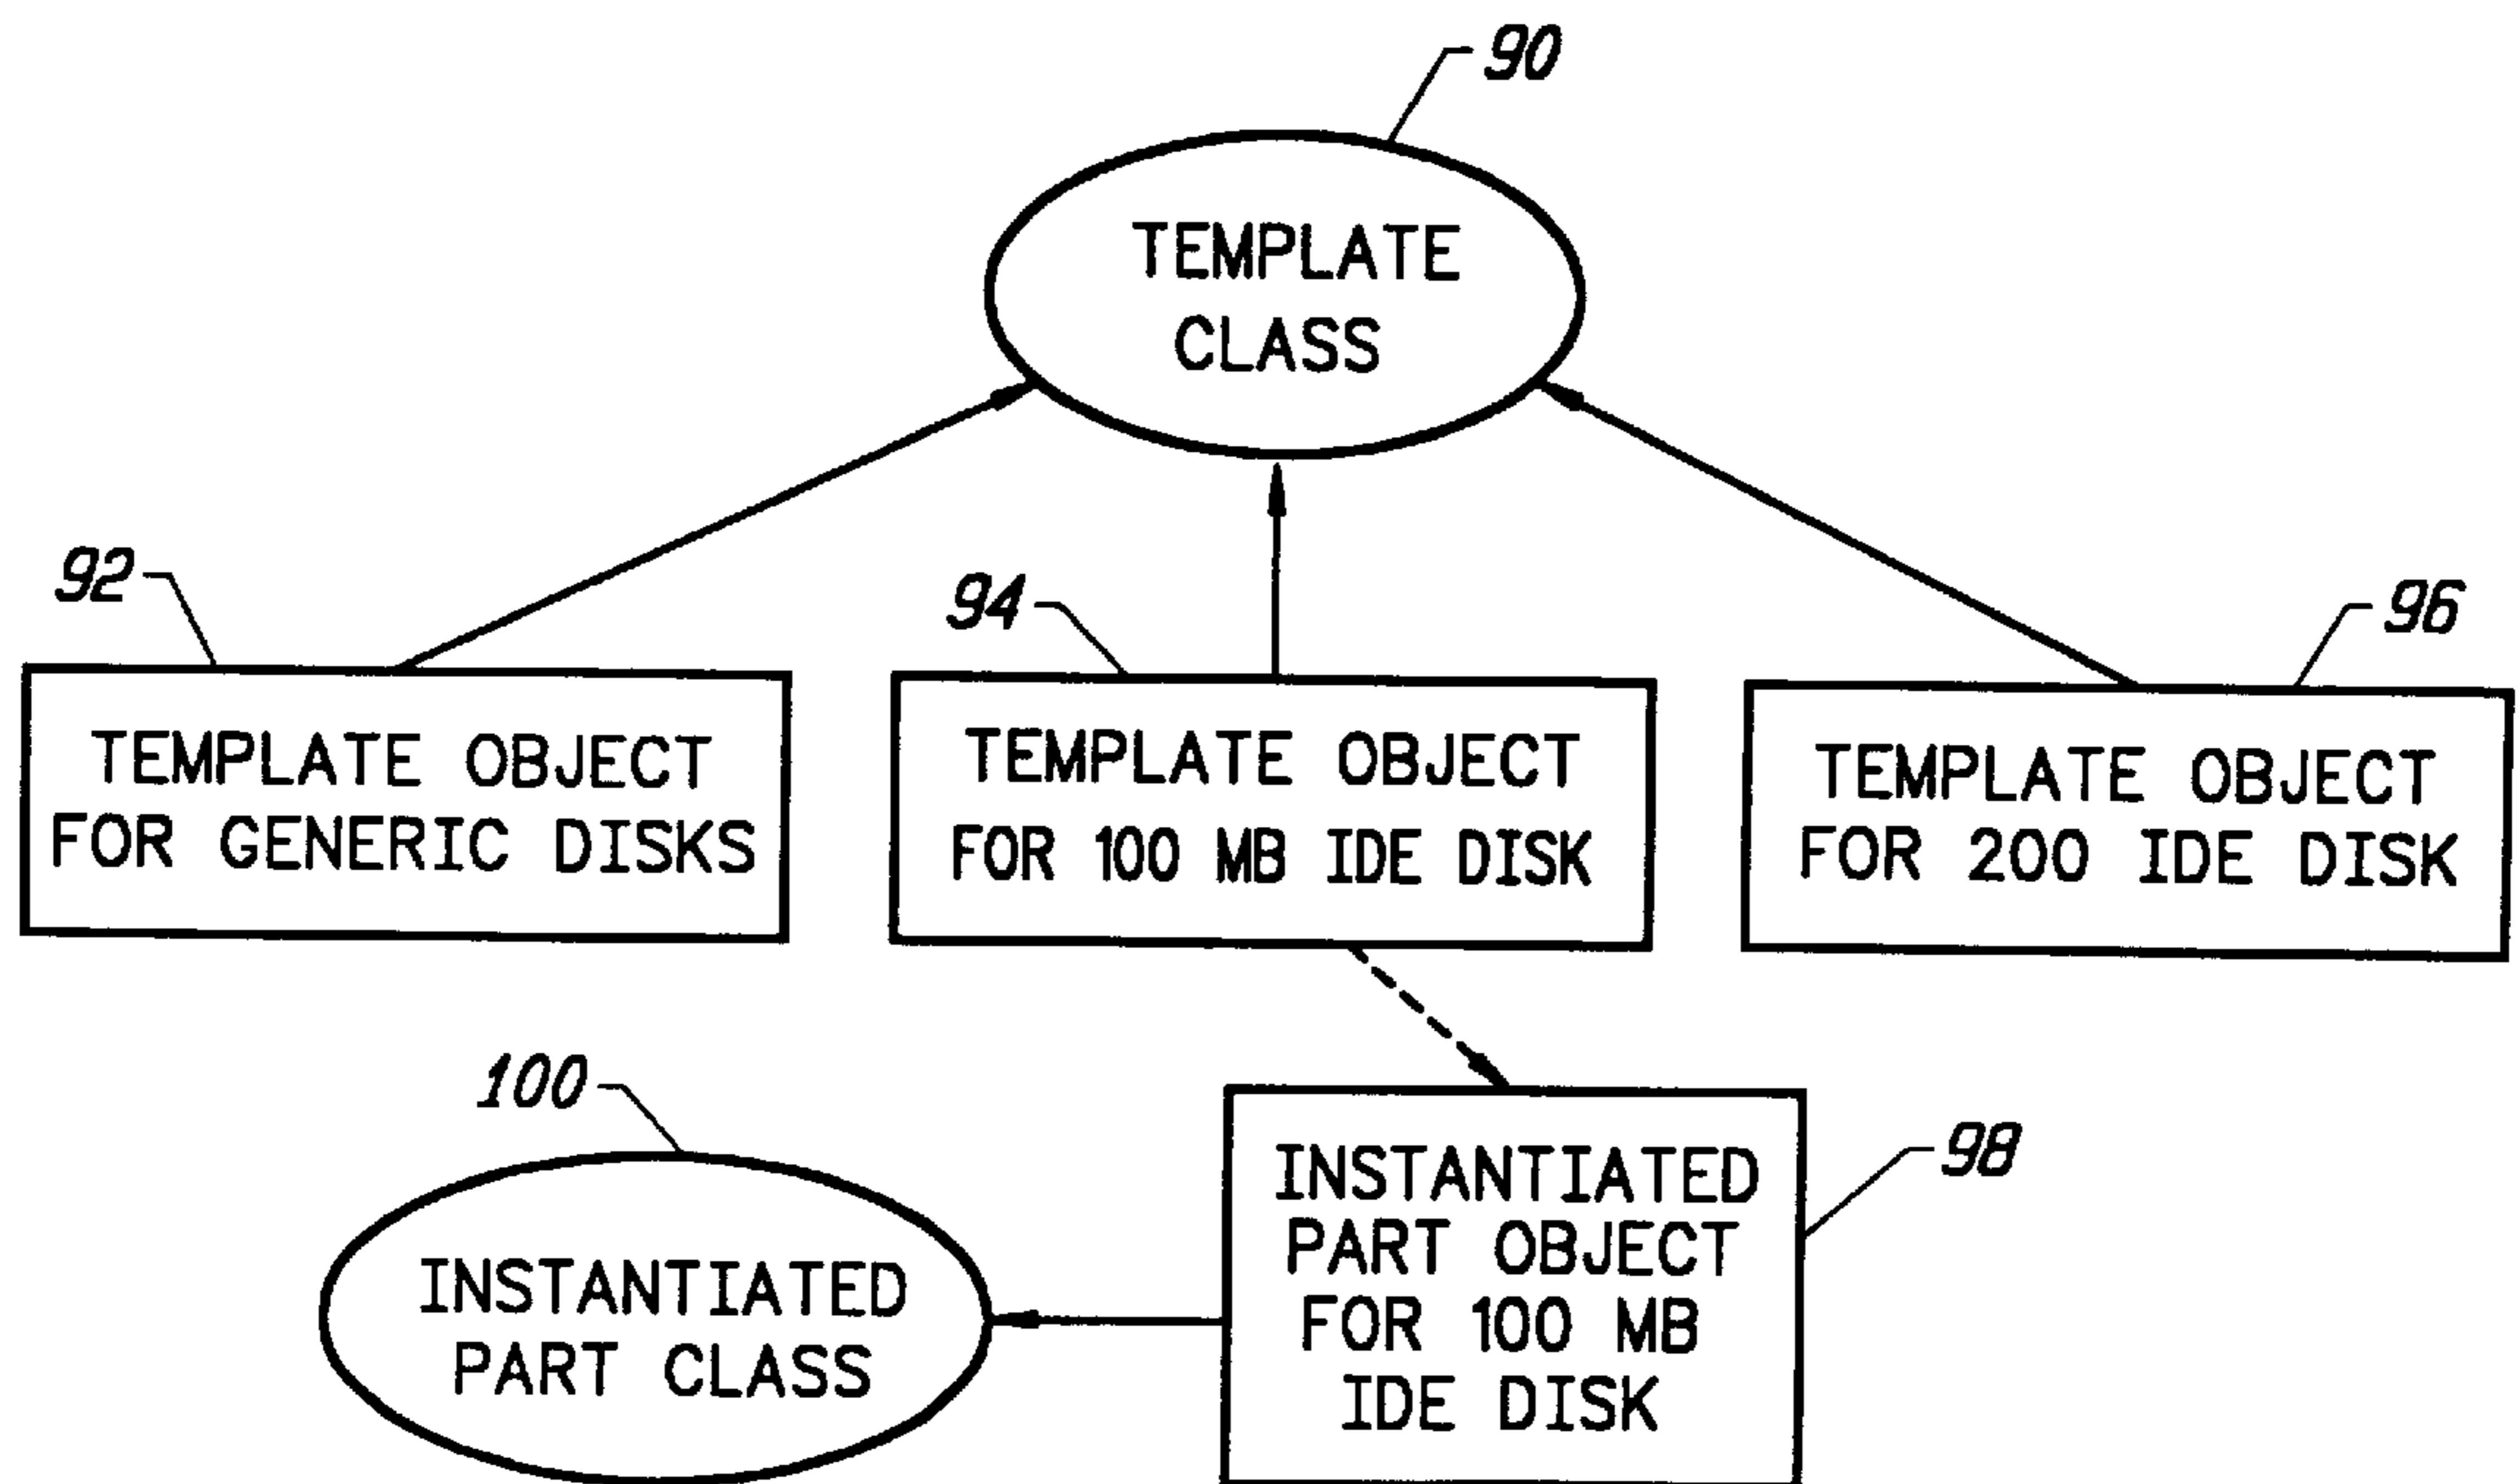 90
TEMPLATE
CLASS
92
94
96
TEMPLATE OBJECT
FOR GENERIC DISKS
TEMPLATE OBJECT
FOR 100 MB IDE DISK
TEMPLATE OBJECT
FOR 200 IDE DISK
100
INSTANTIATED
PART CLASS
98
INSTANTIATED
PART OBJECT
FOR 100 MB
IDE DISK